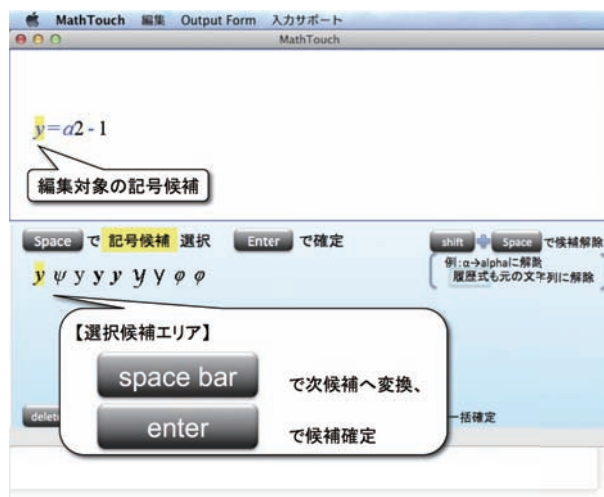 MathTouch 編集 Output Form 入力サポート
MathTouch
y=α2-1
編集対象の記号候補
Space で 記号候補 選択 Enter で確定
shift + Space で候補解除
例:α→alphaに解除
履歴式も元の文字列に解除
y ψ y y y y γ φ φ
【選択候補エリア】
space bar で次候補へ変換、
enter で候補確定
一括確定